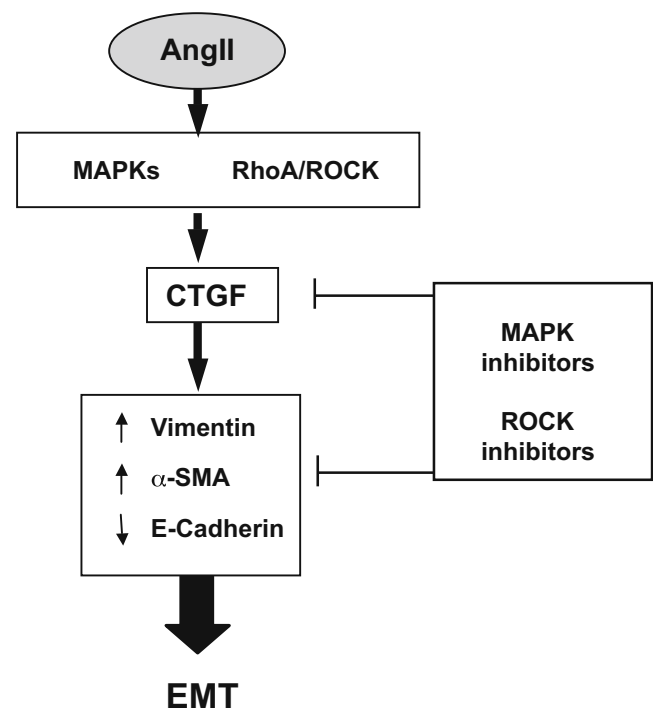 AngII
MAPKs RhoA/ROCK
CTGF
MAPK
inhibitors
ROCK
inhibitors
↑ Vimentin
↑ α-SMA
↓ E-Cadherin
EMT